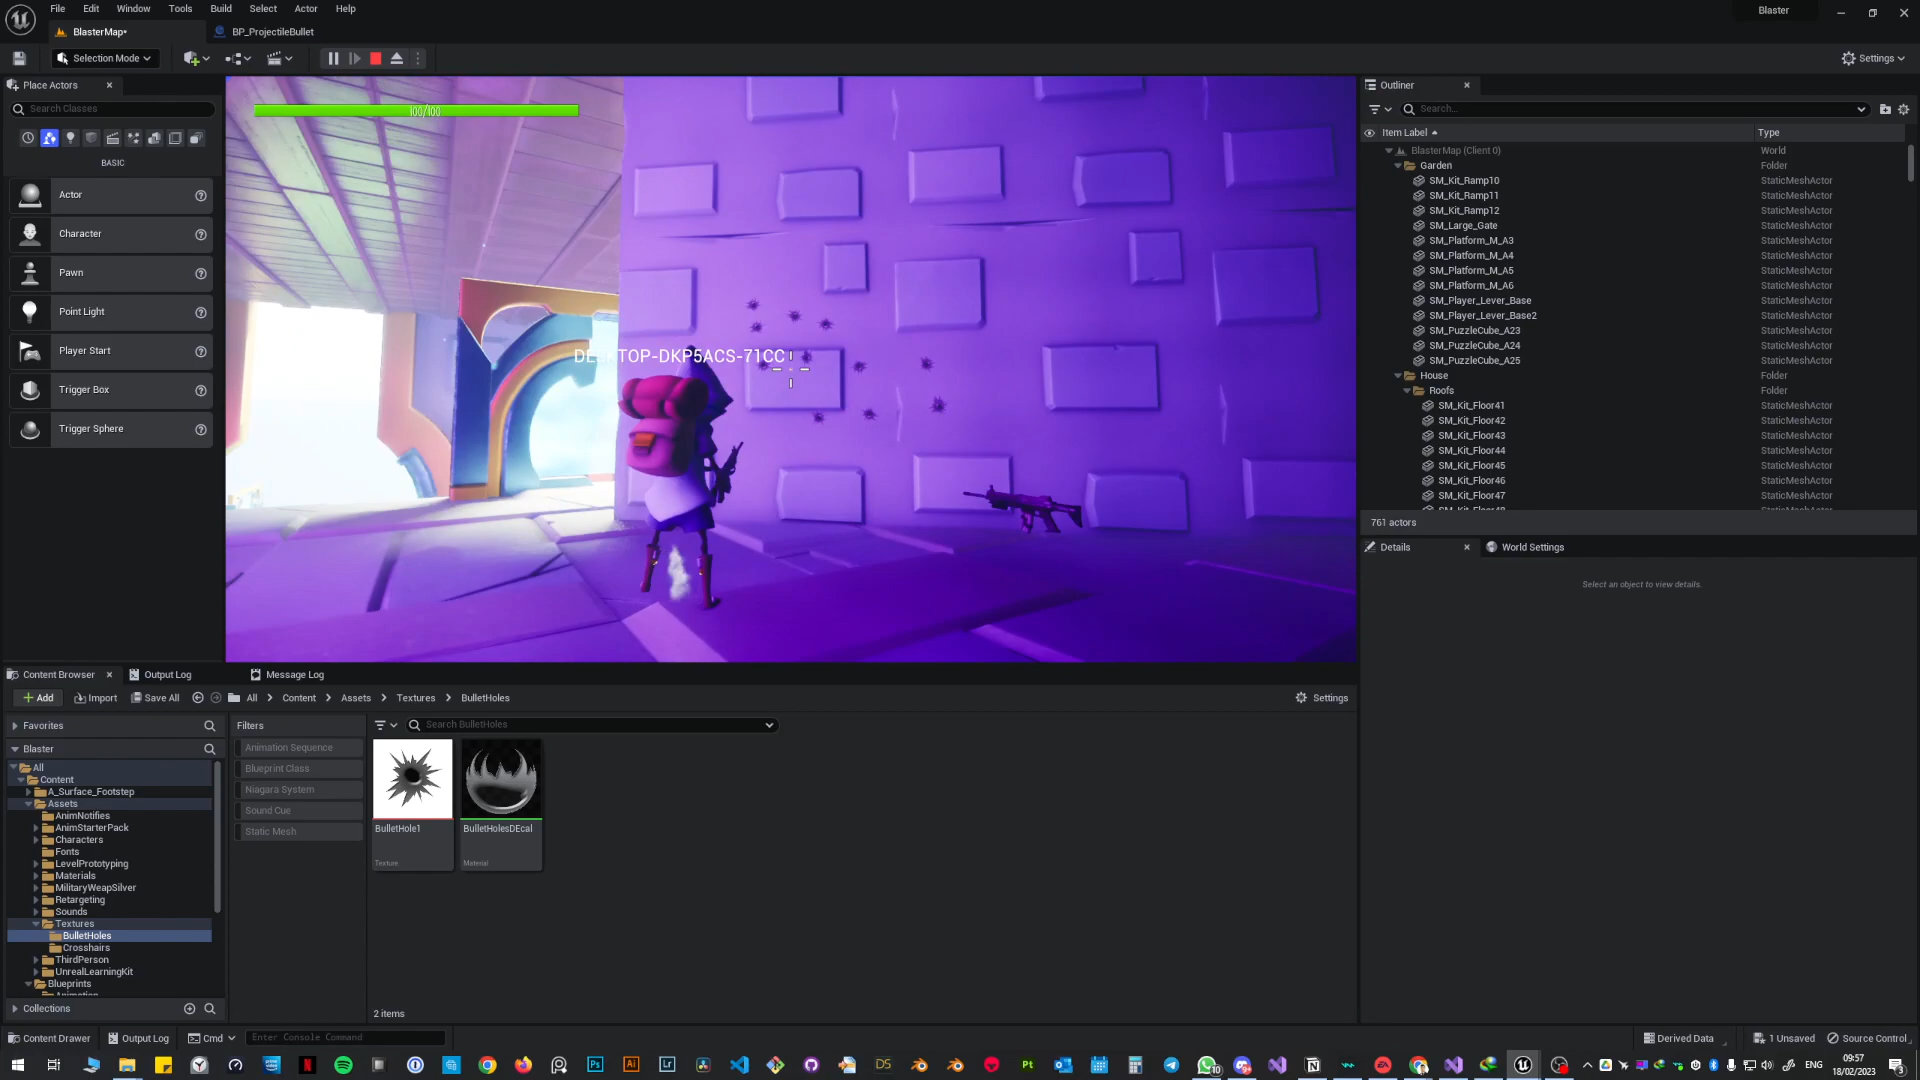 File Edit Window Tools Build Select Actor Help
Blaster
BlasterMap*
BP_ProjectileBullet
Selection Mode
Settings
Place Actors
Search Classes
BASIC
Actor
Character
Pawn
Point Light
Player Start
Trigger Box
Trigger Sphere
100/100
DESKTOP-DKP5ACS-71CC
Outliner
Search...
Item Label Type
BlasterMap (Client 0) World
Garden Folder
SM_Kit_Ramp10 StaticMeshActor
SM_Kit_Ramp11 StaticMeshActor
SM_Kit_Ramp12 StaticMeshActor
SM_Large_Gate StaticMeshActor
SM_Platform_M_A3 StaticMeshActor
SM_Platform_M_A4 StaticMeshActor
SM_Platform_M_A5 StaticMeshActor
SM_Platform_M_A6 StaticMeshActor
SM_Player_Lever_Base StaticMeshActor
SM_Player_Lever_Base2 StaticMeshActor
SM_PuzzleCube_A23 StaticMeshActor
SM_PuzzleCube_A24 StaticMeshActor
SM_PuzzleCube_A25 StaticMeshActor
House Folder
Roofs Folder
SM_Kit_Floor41 StaticMeshActor
SM_Kit_Floor42 StaticMeshActor
SM_Kit_Floor43 StaticMeshActor
SM_Kit_Floor44 StaticMeshActor
SM_Kit_Floor45 StaticMeshActor
SM_Kit_Floor46 StaticMeshActor
SM_Kit_Floor47 StaticMeshActor
761 actors
Details
World Settings
Select an object to view details.
Content Browser
Output Log
Message Log
Add Import Save All All Content Assets Textures BulletHoles
Settings
Favorites
Blaster
All
Content
A_Surface_Footstep
Assets
AnimNotifies
AnimStarterPack
Characters
Fonts
LevelPrototyping
Materials
MilitaryWeapSilver
Retargeting
Sounds
Textures
BulletHoles
Crosshairs
ThirdPerson
UnrealLearningKit
Blueprints
Collections
Filters
Animation Sequence
Blueprint Class
Niagara System
Sound Cue
Static Mesh
Search BulletHoles
BulletHole1
Texture
BulletHolesDEcal
Material
2 items
Content Drawer
Output Log
Cmd
Enter Console Command
Derived Data
1 Unsaved
Source Control
Ps Ai Lr DS Pt
10
ENG
09:57
18/02/2023
3